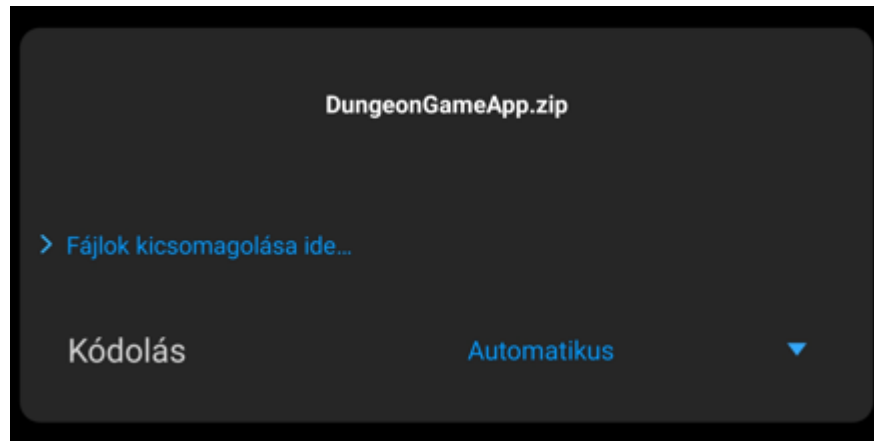 DungeonGameApp.zip
Fájlok kicsomagolása ide...
Kódolás Automatikus